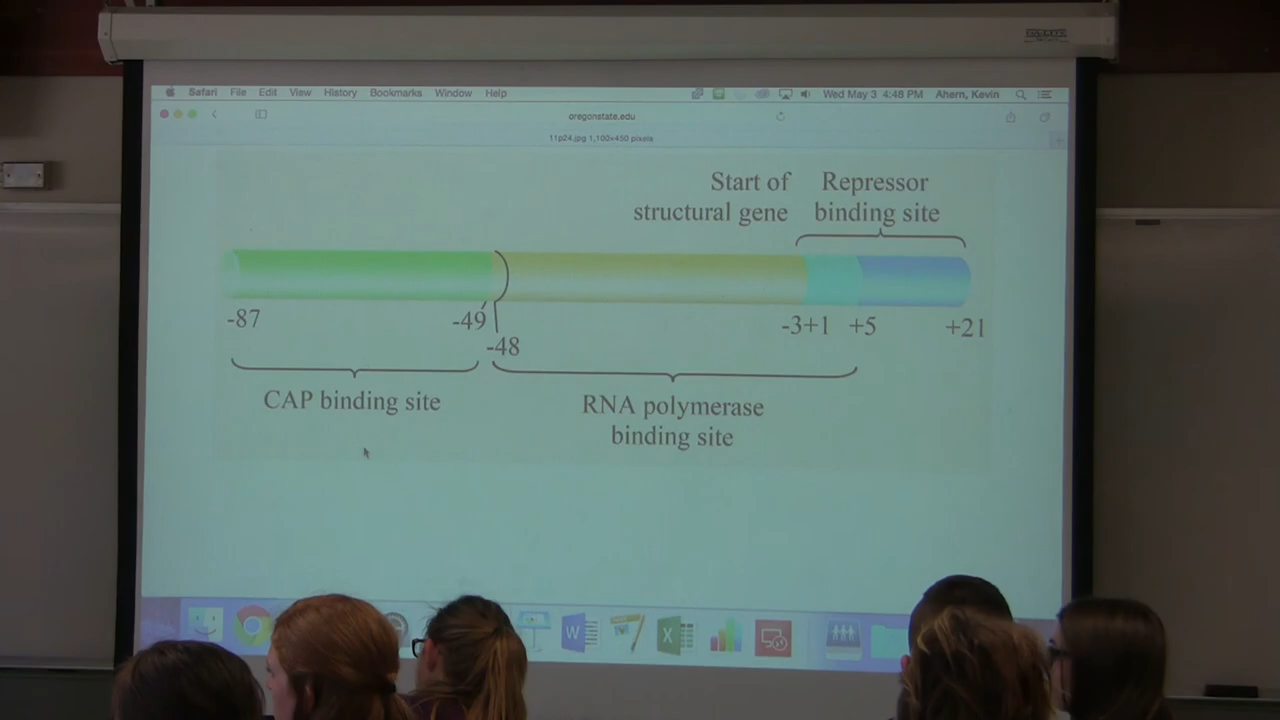 Safari File Edit View History Bookmarks Window Help Wed May 3 4:48 PM Ahern, Kevin
oregonstate.edu
11p24.jpg 1,100×450 pixels
Start of
structural gene
Repressor
binding site
-87
-49
-48
-3+1
+5
+21
CAP binding site
RNA polymerase
binding site
W
X